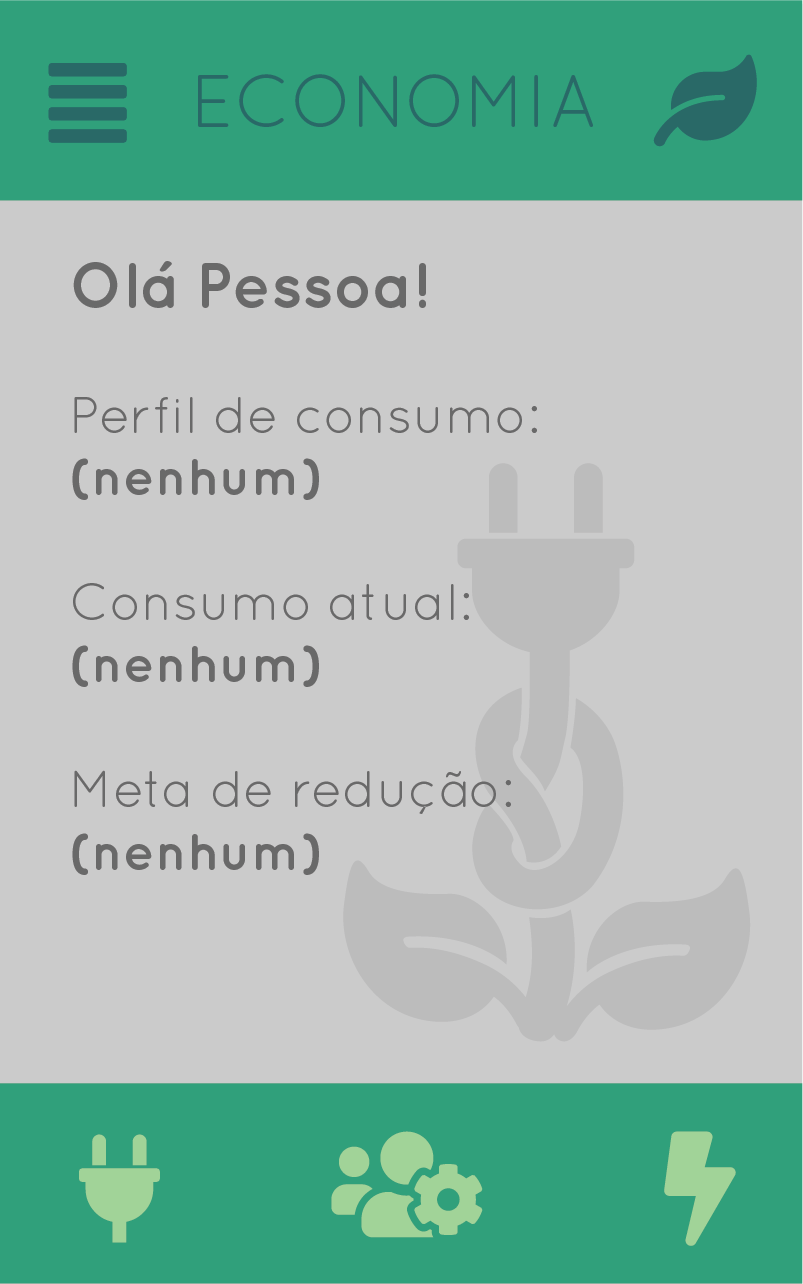 ECONOMIA
Olá Pessoa!
Perfil de consumo:
(nenhum)
Consumo atual:
(nenhum)
Meta de redução:
(nenhum)